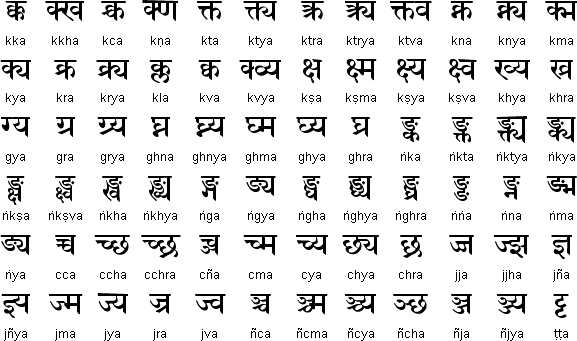 क्क क्ख क्च क्ण क्त क्त्य क्त्र क्त्र्य क्त्व क्न क्न्य क्म
kka kkha kca kṇa kta ktya ktra ktrya ktva kna knya kma
क्य क्र क्र्य क्ल क्व क्व्य क्ष क्ष्म क्ष्य क्ष्व ख्य ख्र
kya kra krya kla kva kvya kṣa kṣma kṣya kṣva khya khra
ग्य ग्र ग्र्य घ्न घ्न्य घ्म घ्य घ्र ङ्क ङ्क्त ङ्क्त्य ङ्क्य
gya gra grya ghna ghnya ghma ghya ghra ṅka ṅkta ṅktya ṅkya
ङ्क्ष ङ्क्ष्व ङ्ख ङ्ख्य ङ्ग ङ्ग्य ङ्घ ङ्घ्य ङ्घ्र ङ्ङ ङ्न ङ्म
ṅkṣa ṅkṣva ṅkha ṅkhya ṅga ṅgya ṅgha ṅghya ṅghra ṅṅa ṅna ṅma
ङ्य च्च च्छ च्छ्र च्ञ च्म च्य छ्य छ्र ज्ज ज्झ ज्ञ
ṅya cca ccha cchra cña cma cya chya chra jja jjha jña
ज्ञ्य ज्म ज्य ज्र ज्व ञ्च ञ्च्म ञ्च्य ञ्छ ञ्ज ञ्ज्य ट्ट
jñya jma jya jra jva ñca ñcma ñcya ñcha ñja ñjya ṭṭa